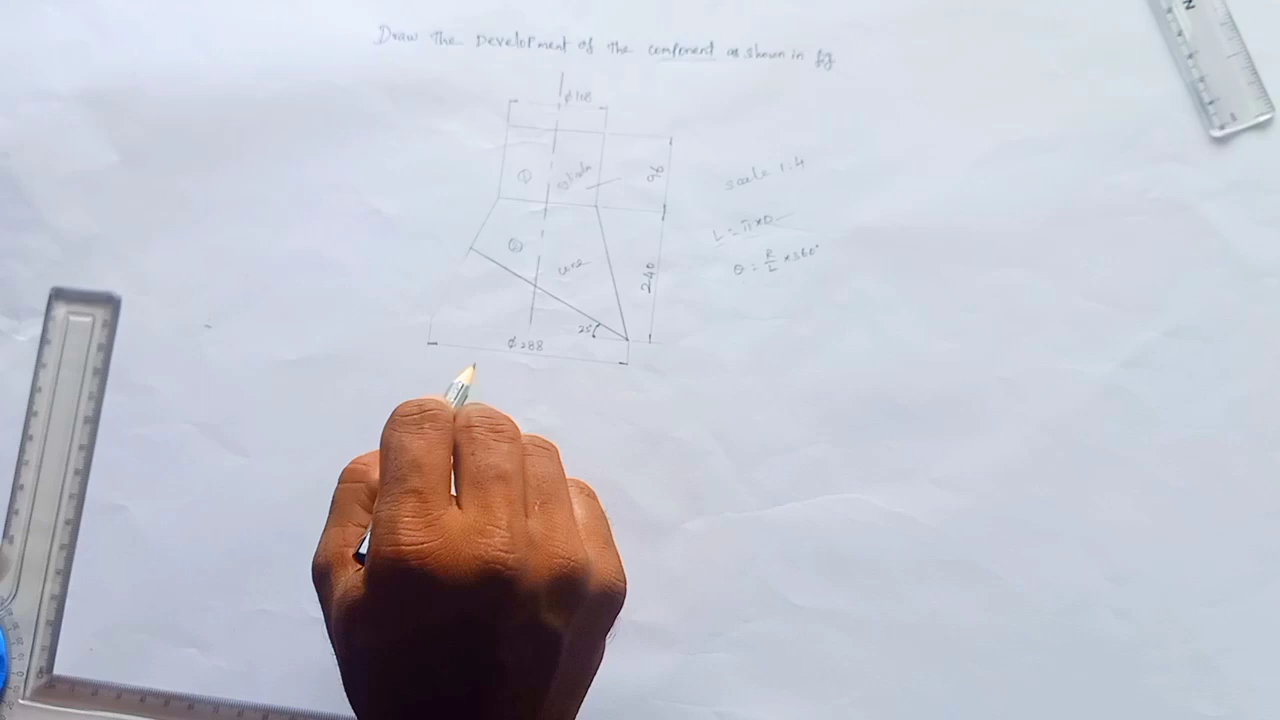 Draw the Development of the component as shown in fig
φ108
①
96
scale 1:4
L = π×D
②
cone
θ = R/L ×360°
240
25°
φ288